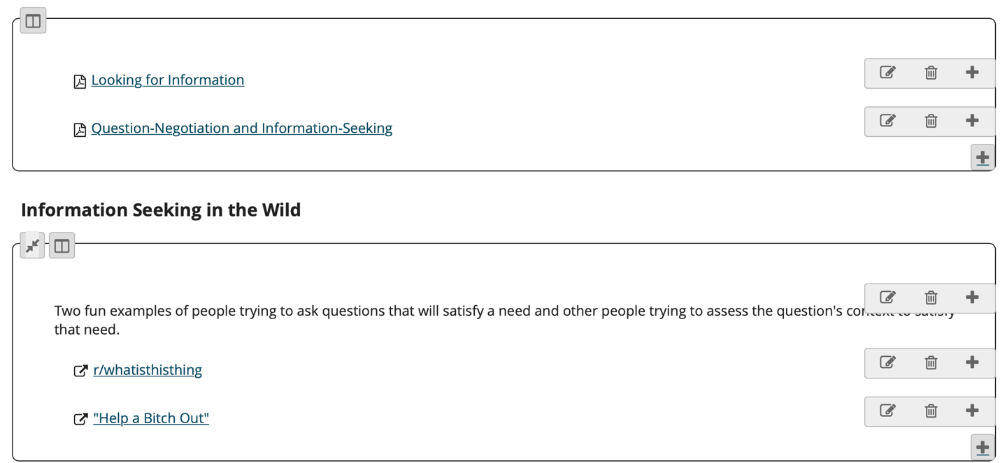 Looking for Information
Question-Negotiation and Information-Seeking
Information Seeking in the Wild
Two fun examples of people trying to ask questions that will satisfy a need and other people trying to assess the question's context to satisfy
that need.
r/whatisthisthing
"Help a Bitch Out"